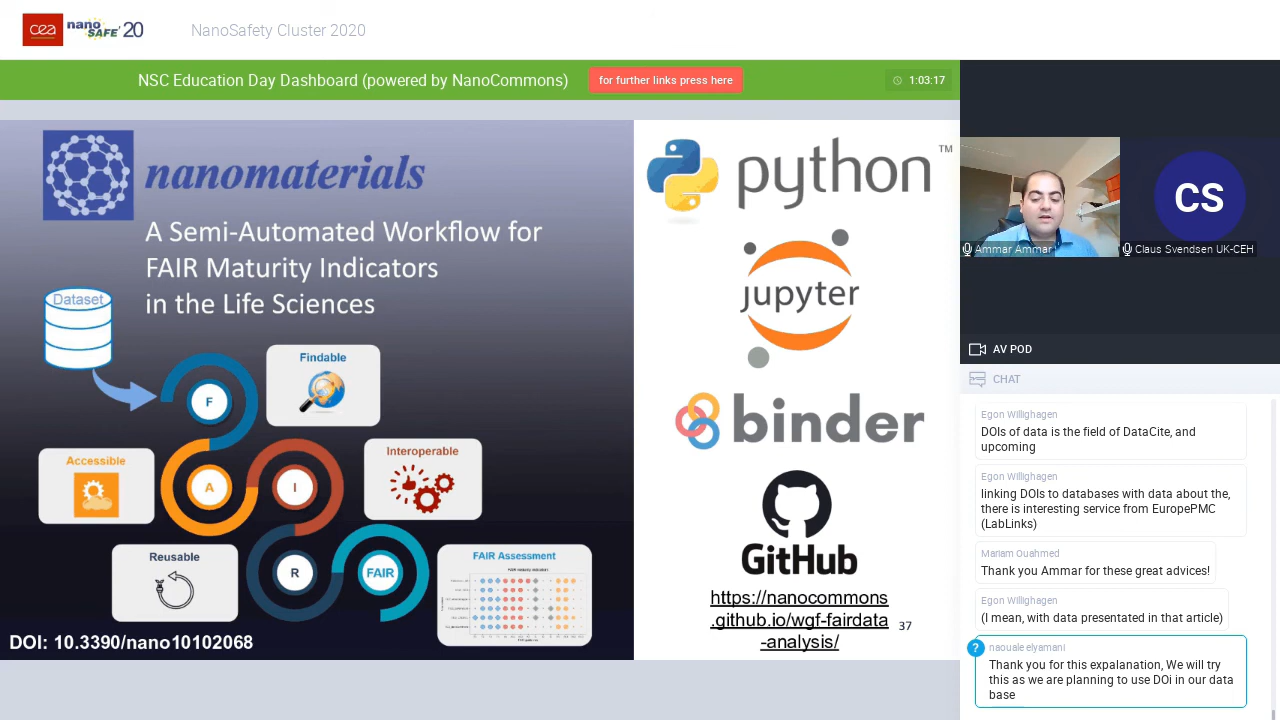 cea nano SAFE' 20
NanoSafety Cluster 2020
NSC Education Day Dashboard (powered by NanoCommons)
for further links press here
1:03:17
nanomaterials
A Semi-Automated Workflow for
FAIR Maturity Indicators
in the Life Sciences
Dataset
Findable
F
Accessible
A
Interoperable
I
Reusable
R
FAIR
FAIR Assessment
DOI: 10.3390/nano10102068
python
TM
jupyter
binder
GitHub
https://nanocommons
.github.io/wgf-fairdata
-analysis/
37
CS
Ammar Ammar
Claus Svendsen UK-CEH
AV POD
CHAT
Egon Willighagen
DOIs of data is the field of DataCite, and
upcoming
Egon Willighagen
linking DOIs to databases with data about the,
there is interesting service from EuropePMC
(LabLinks)
Mariam Ouahmed
Thank you Ammar for these great advices!
Egon Willighagen
(I mean, with data presentated in that article)
?
naouale elyamani
Thank you for this expalanation, We will try
this as we are planning to use DOi in our data
base